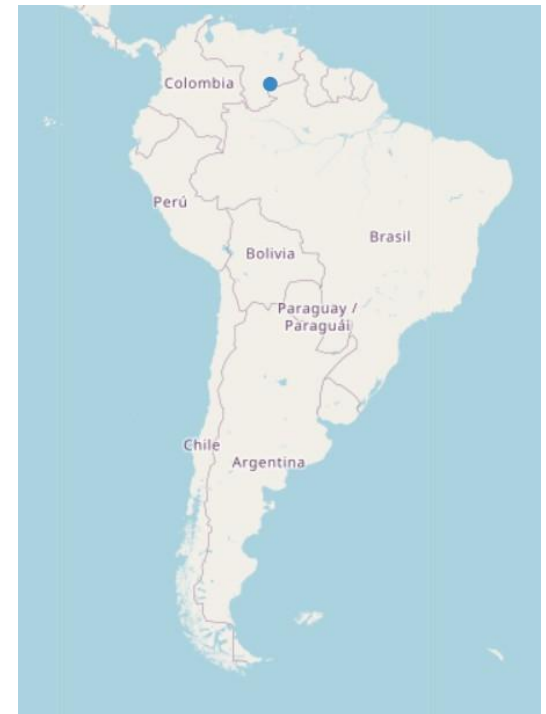 Colombia
Perú
Brasil
Bolivia
Paraguay /
Paraguái
Chile
Argentina